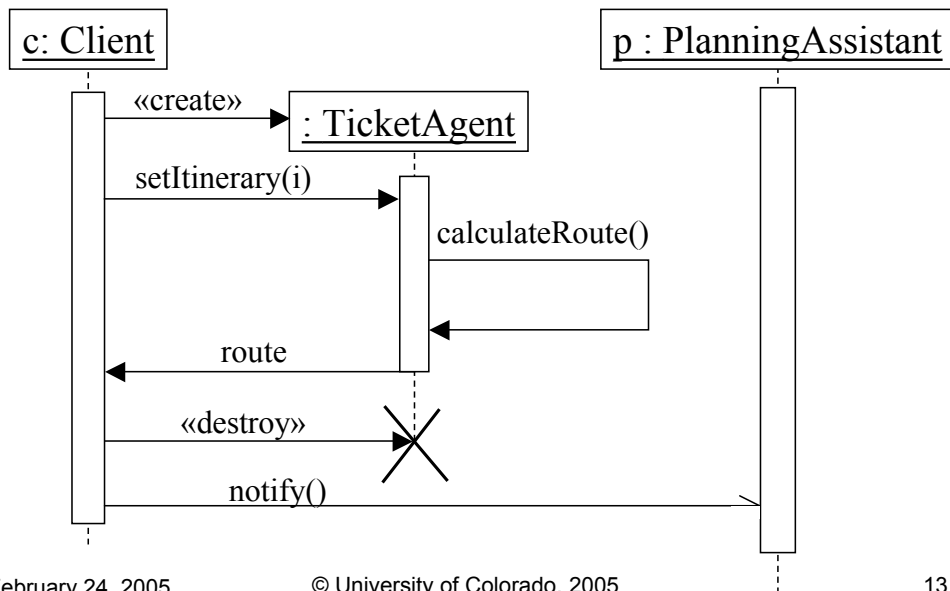 c: Client
p : PlanningAssistant
«create»
: TicketAgent
setItinerary(i)
calculateRoute()
route
«destroy»
notify()
ebruary 24, 2005
© University of Colorado, 2005
13